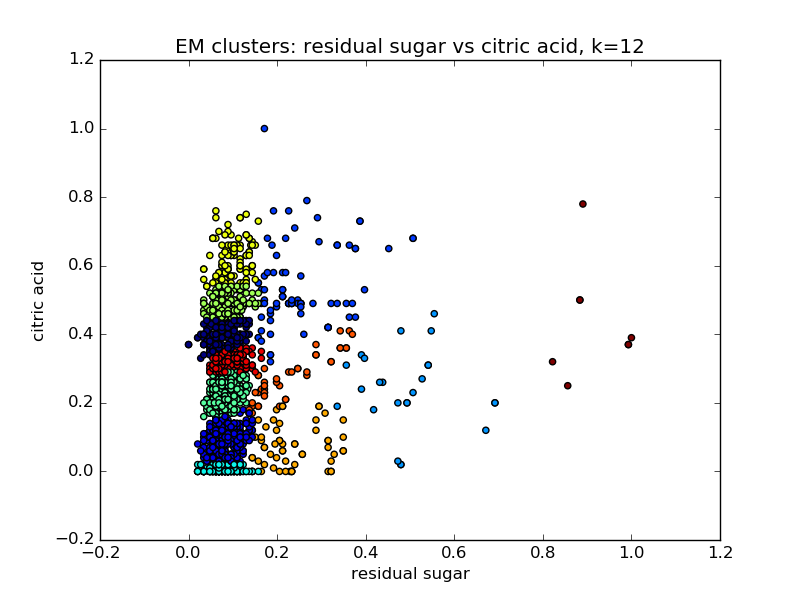 EM clusters: residual sugar vs citric acid, k=12
1.2
1.0
0.8
0.6
0.4
0.2
0.0
−0.2
citric acid
−0.2 0.0 0.2 0.4 0.6 0.8 1.0 1.2
residual sugar